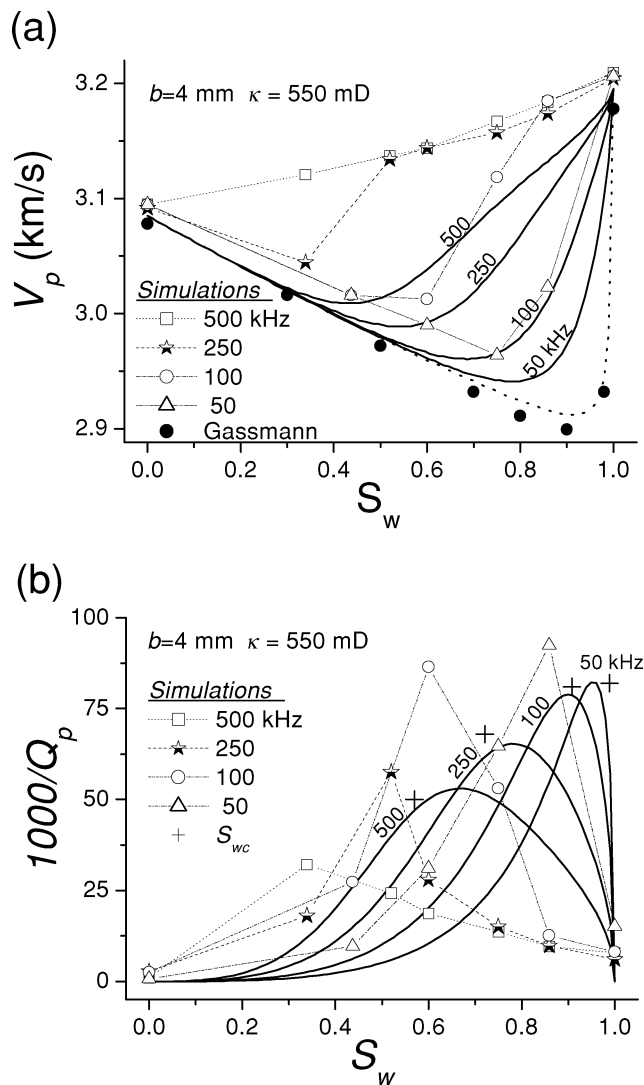 (a)
3.2
b=4 mm κ = 550 mD
3.1
V_p (km/s)
500
250
Simulations
500 kHz
100
3.0
250
50 kHz
100
50
2.9
Gassmann
0.0 0.2 0.4 0.6 0.8 1.0
S_w
(b)
100
b=4 mm κ = 550 mD
50 kHz
Simulations
75
500 kHz
100
250
250
100
1000/Q_p
50
50
500
S_wc
25
0
0.0 0.2 0.4 0.6 0.8 1.0
S_w